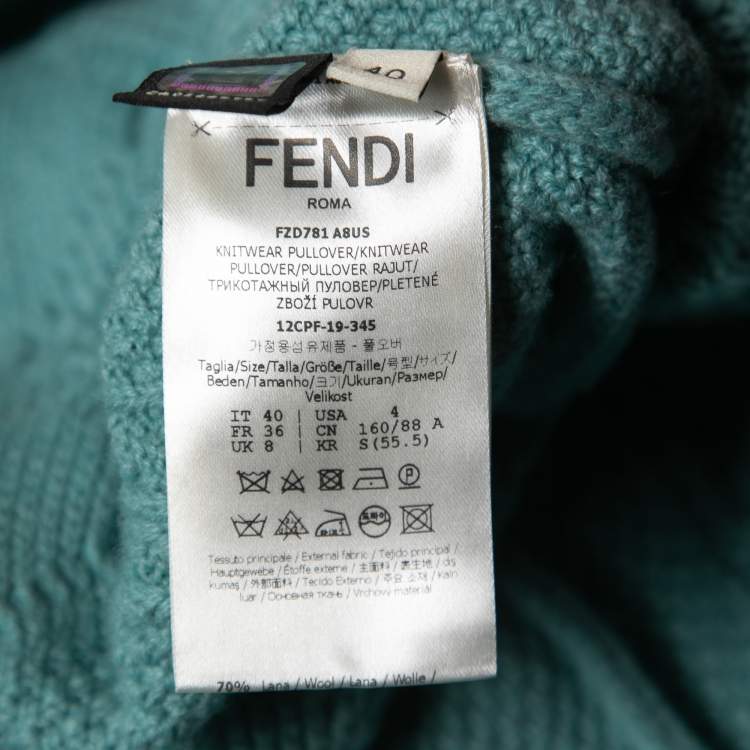 40
FENDI
ROMA
FZD781 A8US
KNITWEAR PULLOVER/KNITWEAR
PULLOVER/PULLOVER RAJUT/
ТРИКОТАЖНЫЙ ПУЛОВЕР/PLETENÉ
ZBOŽÍ PULOVR
12CPF-19-345
가정용섬유제품 - 풀오버
Taglia/Size/Talla/Größe/Taille/号型/サイズ/
Beden/Tamanho/크기/Ukuran/Размер/
Velikost
IT 40 | USA 4
FR 36 | CN 160/88 A
UK 8 | KR S(55.5)
Tessuto principale / External fabric / Tejido principal /
Hauptgewebe / Étoffe externe / 主面料 / 表生地 / dış
kumaş / 外部面料 / Tecido Externo / 주요 소재 / kain
luar / Основная ткань / Vrchový materiál
70% Lana / Wool / Lana / Wolle /